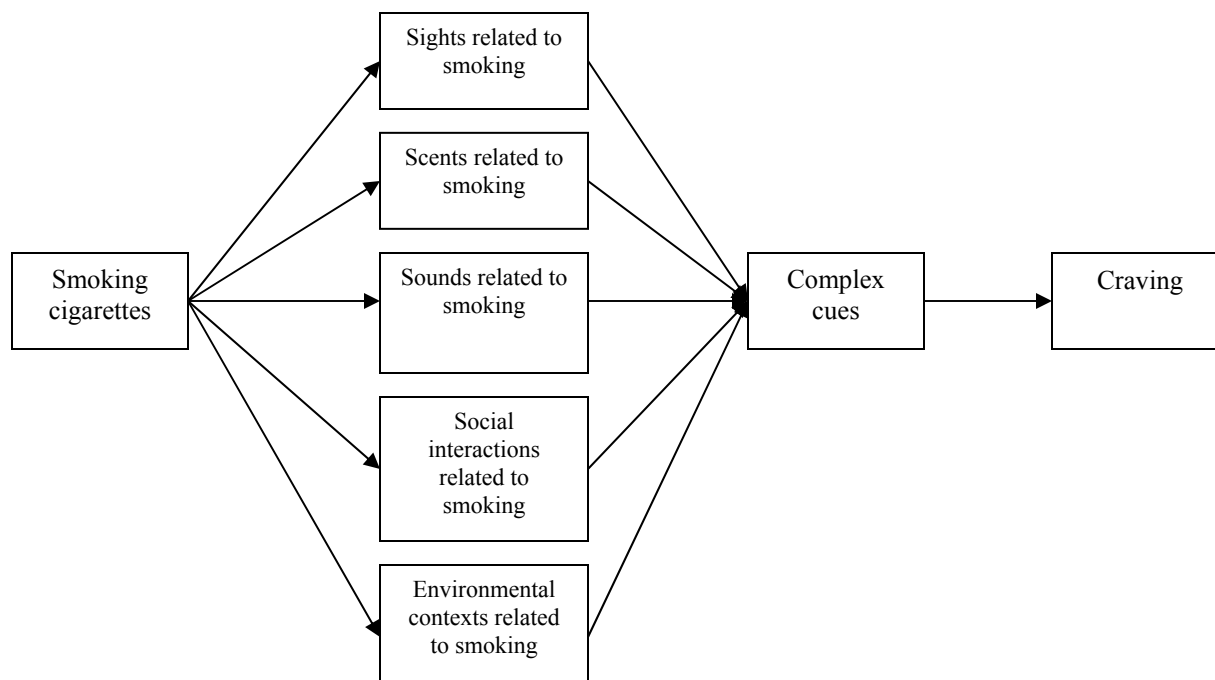 Sights related to
smoking
Scents related to
smoking
Smoking
cigarettes
Sounds related to
smoking
Complex
cues
Craving
Social
interactions
related to
smoking
Environmental
contexts related
to smoking